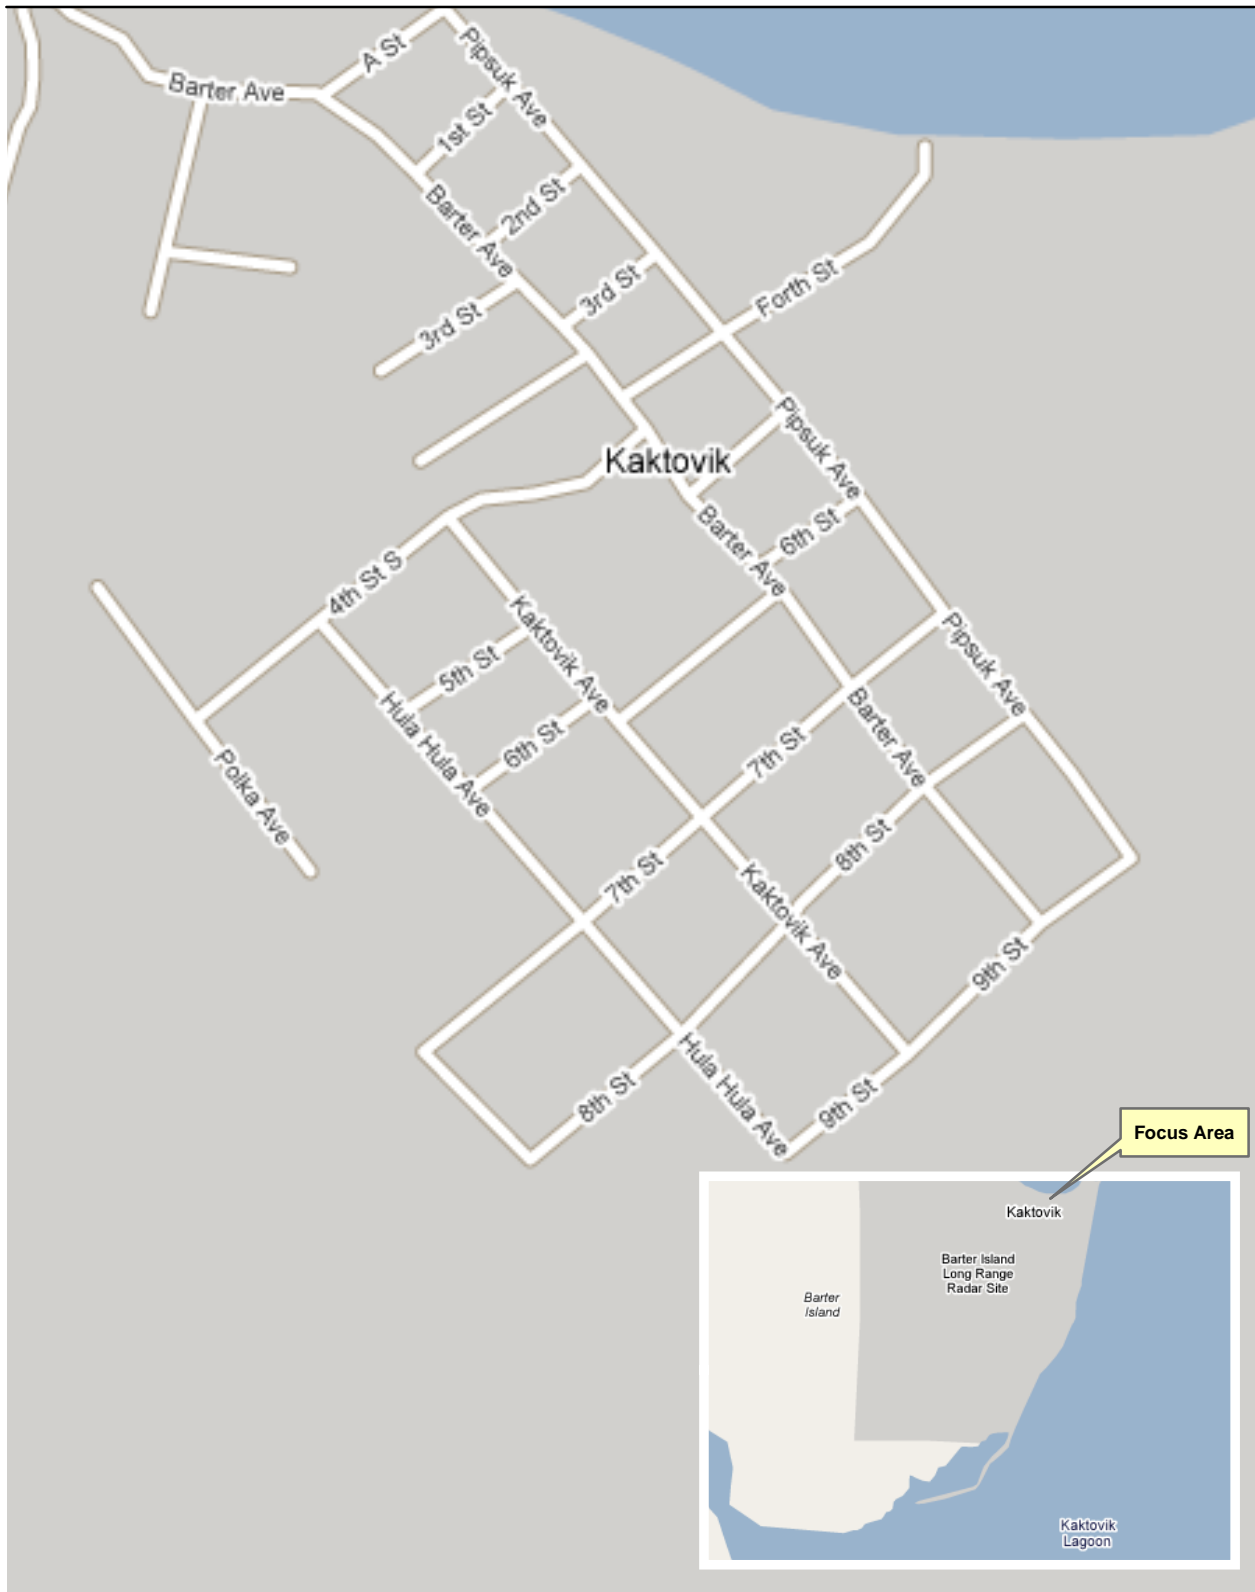 A St
Pipsuk Ave
Barter Ave
1st St
2nd St
Barter Ave
3rd St
3rd St
Forth St
Kaktovik
Pipsuk Ave
Barter Ave
6th St
4th St S
Kaktovik Ave
5th St
Pipsuk Ave
Hula Hula Ave
6th St
7th St
Barter Ave
Polka Ave
8th St
7th St
Kaktovik Ave
9th St
Hula Hula Ave
8th St
9th St
Focus Area
Kaktovik
Barter Island
Long Range
Radar Site
Barter
Island
Kaktovik
Lagoon